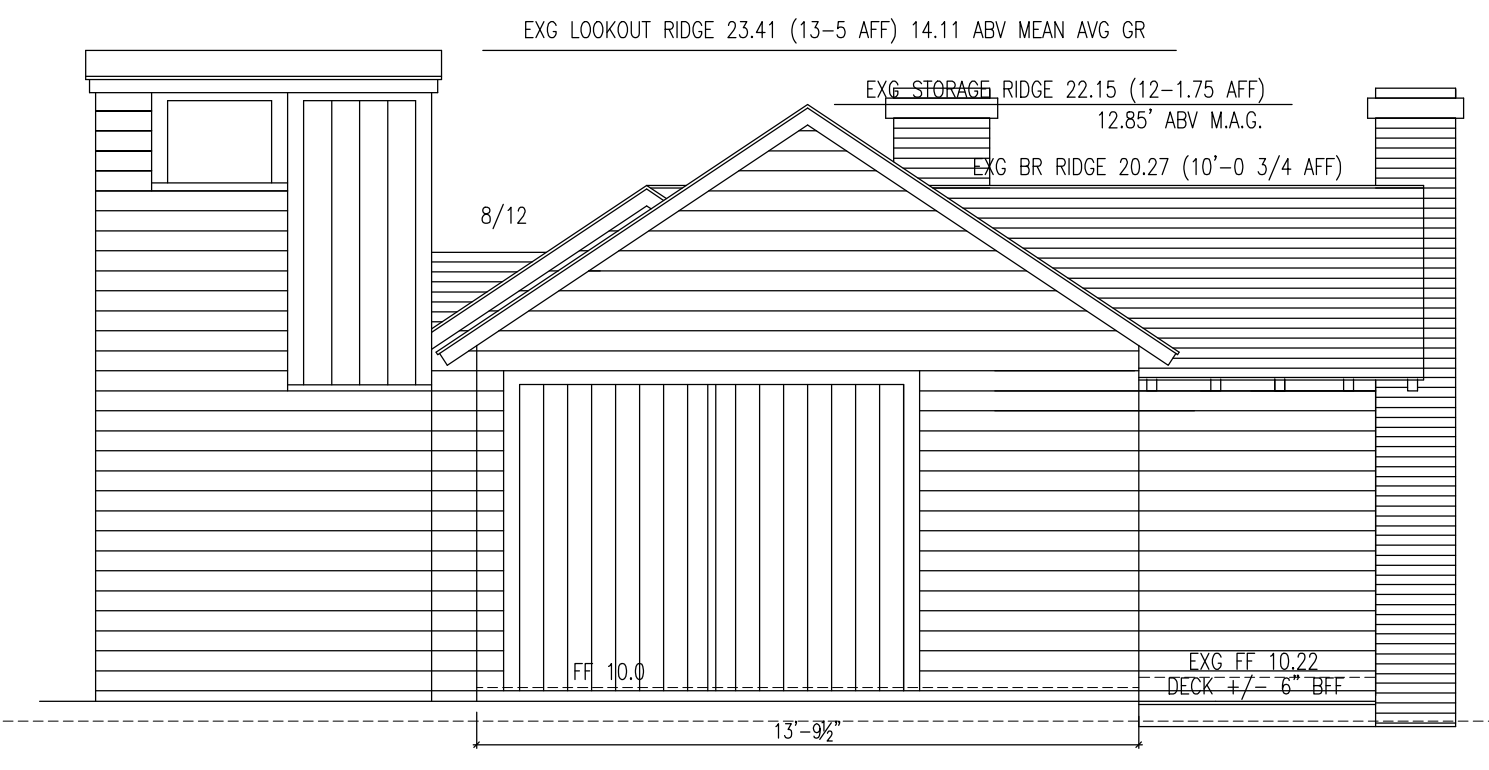 EXG LOOKOUT RIDGE 23.41 (13-5 AFF) 14.11 ABV MEAN AVG GR
EXG STORAGE RIDGE 22.15 (12-1.75 AFF)
12.85' ABV M.A.G.
EXG BR RIDGE 20.27 (10'-0 3/4 AFF)
8/12
FF 10.0
EXG FF 10.22
DECK +/- 6" BFF
13'-9½"